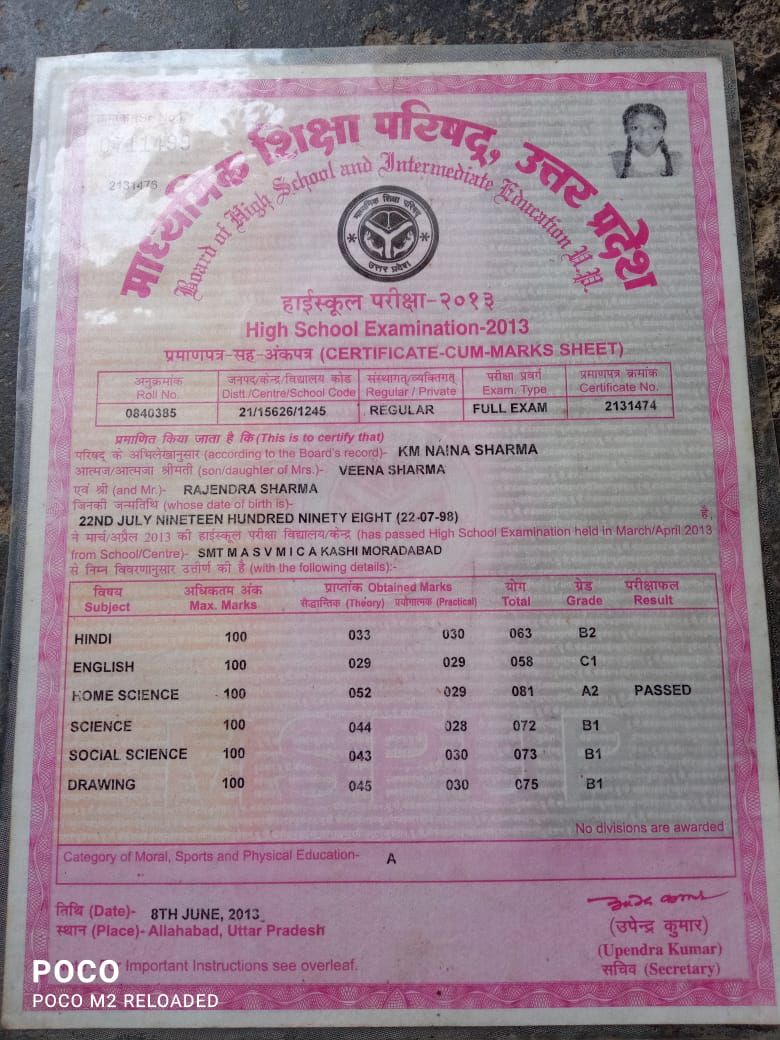 क्रमांक/Sr. No.
0711499
2131476
माध्यमिक शिक्षा परिषद्, उत्तर प्रदेश
Board of High School and Intermediate Education U.P.
माध्यमिक शिक्षा परिषद
उत्तर प्रदेश
हाईस्कूल परीक्षा-२०१३
High School Examination-2013
प्रमाणपत्र-सह-अंकपत्र (CERTIFICATE-CUM-MARKS SHEET)
अनुक्रमांक जनपद/केन्द्र/विद्यालय कोड संस्थागत्/व्यक्तिगत् परीक्षा प्रवर्ग प्रमाणपत्र क्रमांक
Roll No. Distt./Centre/School Code Regular / Private Exam. Type Certificate No.
0840385 21/15626/1245 REGULAR FULL EXAM 2131474
प्रमाणित किया जाता है कि (This is to certify that)
परिषद् के अभिलेखानुसार (according to the Board's record)- KM NAINA SHARMA
आत्मज/आत्मजा श्रीमती (son/daughter of Mrs.)- VEENA SHARMA
एवं श्री (and Mr.)- RAJENDRA SHARMA
जिनकी जन्मतिथि (whose date of birth is)-
22ND JULY NINETEEN HUNDRED NINETY EIGHT (22-07-98) है,
ने मार्च/अप्रैल 2013 की हाईस्कूल परीक्षा विद्यालय/केन्द्र (has passed High School Examination held in March/April 2013
from School/Centre)- SMT M A S V M I C A KASHI MORADABAD
से निम्न विवरणानुसार उत्तीर्ण की है (with the following details):-
विषय अधिकतम अंक प्राप्तांक Obtained Marks योग ग्रेड परीक्षाफल
Subject Max. Marks सैद्धान्तिक (Theory) प्रयोगात्मक (Practical) Total Grade Result
HINDI 100 033 030 063 B2
ENGLISH 100 029 029 058 C1
HOME SCIENCE 100 052 029 081 A2 PASSED
SCIENCE 100 044 028 072 B1
SOCIAL SCIENCE 100 043 030 073 B1
DRAWING 100 045 030 075 B1
No divisions are awarded
Category of Moral, Sports and Physical Education- A
तिथि (Date)- 8TH JUNE, 2013
स्थान (Place)- Allahabad, Uttar Pradesh
(उपेन्द्र कुमार)
(Upendra Kumar)
सचिव (Secretary)
Important Instructions see overleaf.
POCO
POCO M2 RELOADED